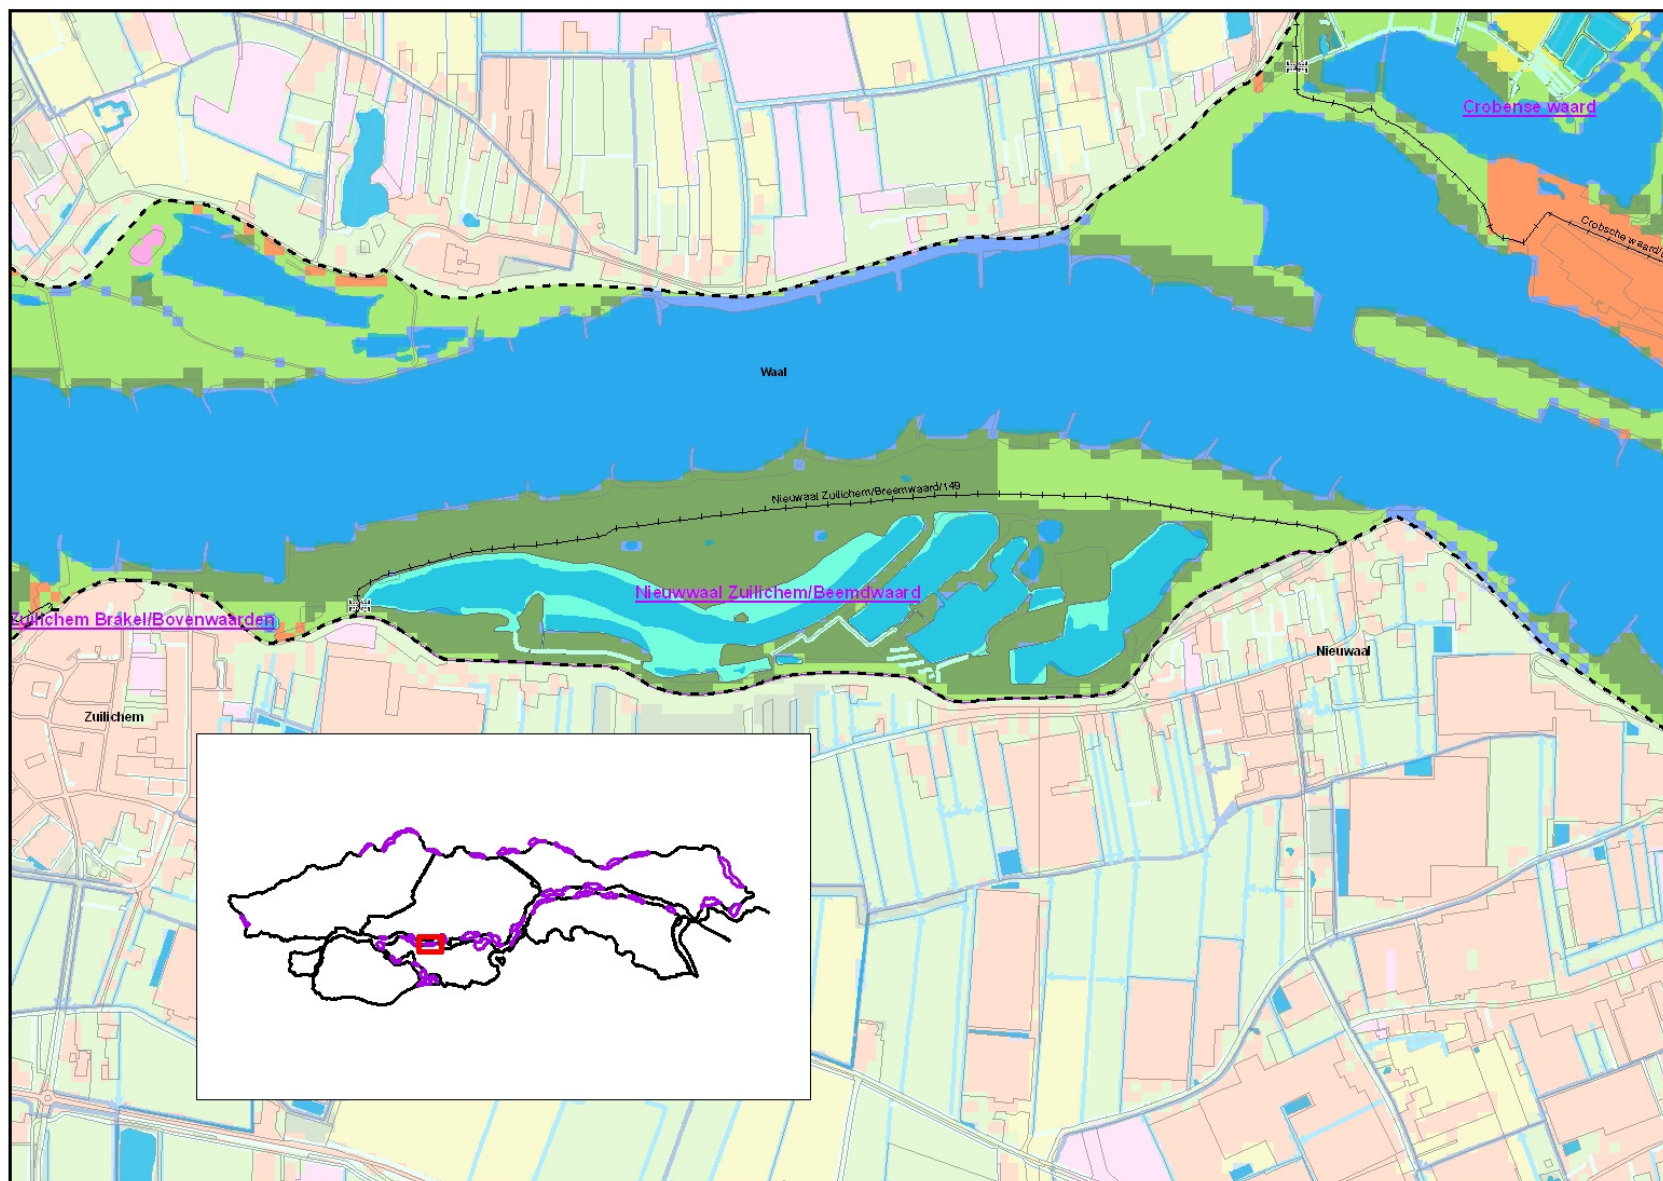 Crobense waard
Crobsche waard/
Waal
Nieuwaal Zuilichem/Breemwaard/149
Nieuwwaal Zuilichem/Beemdwaard
Zuilichem Brakel/Bovenwaarden
Nieuwaal
Zuilichem